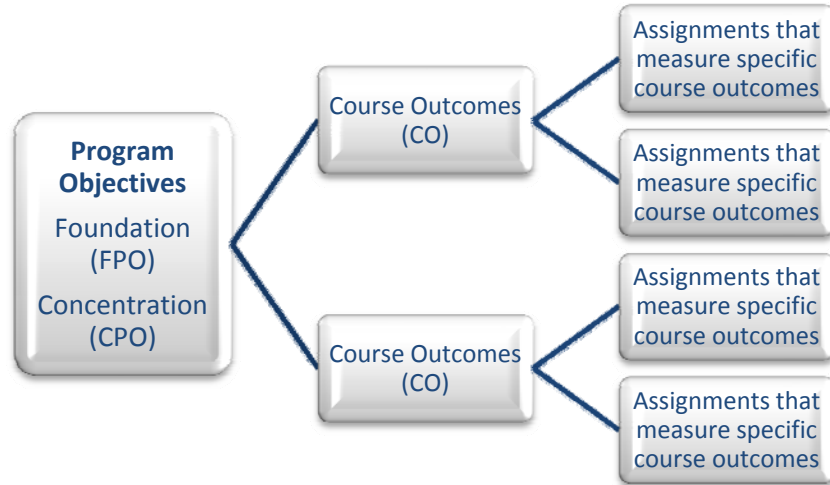 Program
Objectives
Foundation
(FPO)
Concentration
(CPO)
Course Outcomes
(CO)
Assignments that
measure specific
course outcomes
Assignments that
measure specific
course outcomes
Course Outcomes
(CO)
Assignments that
measure specific
course outcomes
Assignments that
measure specific
course outcomes